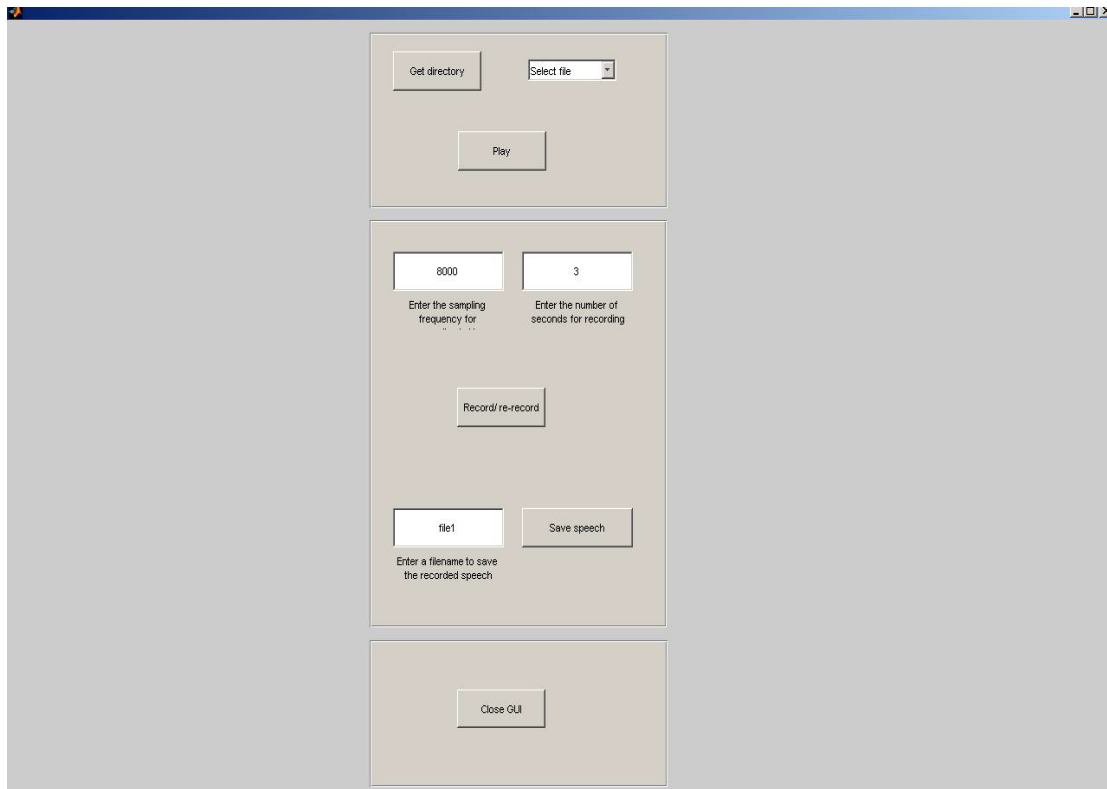 Get directory
Select file
Play
8000
3
Enter the sampling
frequency for
Enter the number of
seconds for recording
Record/ re-record
file1
Save speech
Enter a filename to save
the recorded speech
Close GUI